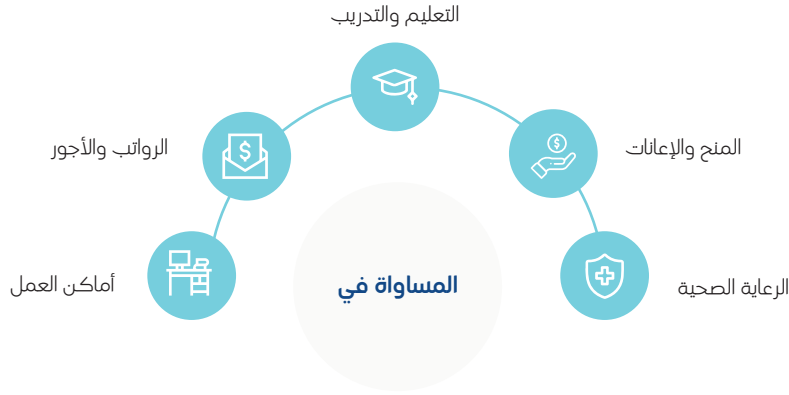 المساواة في
الرعاية الصحية
المنح والإعانات
التعليم والتدريب
الرواتب والأجور
أماكن العمل